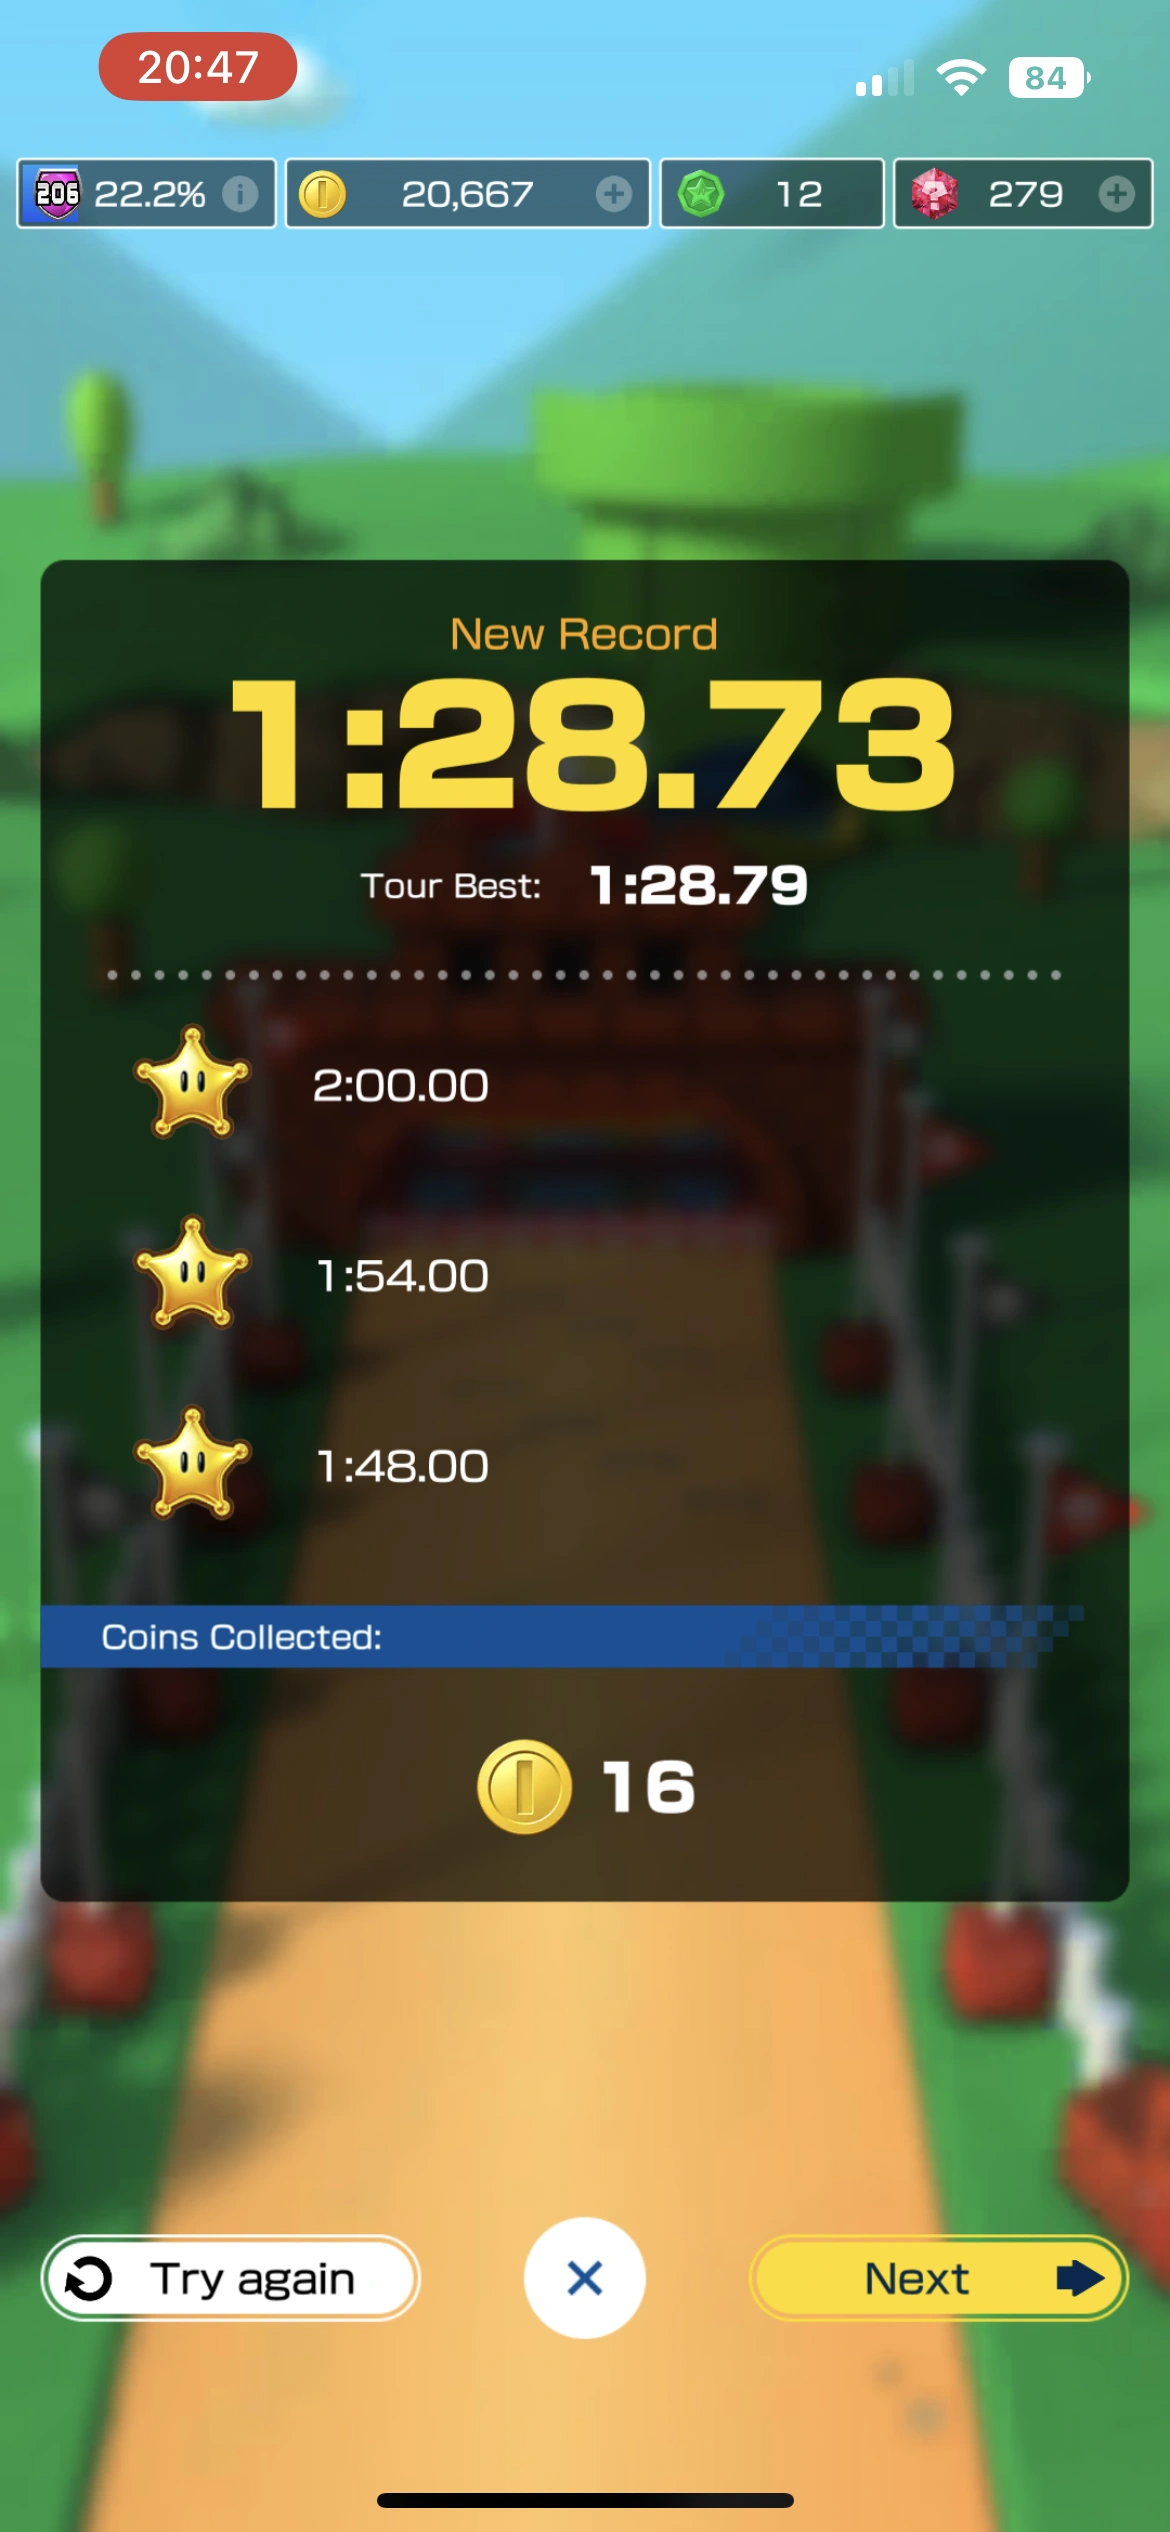 20:47
84
206 22.2% 20,667 12 279
New Record
1:28.73
Tour Best: 1:28.79
2:00.00
1:54.00
1:48.00
Coins Collected:
16
Try again
Next